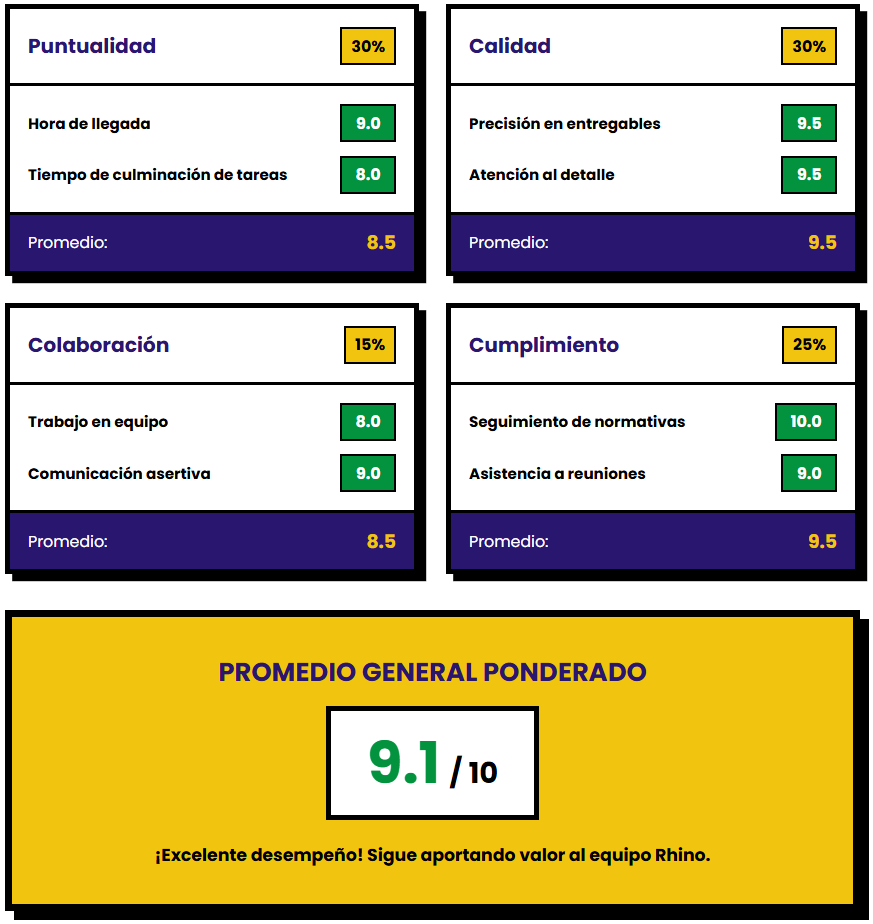 Puntualidad 30%
Hora de llegada 9.0
Tiempo de culminación de tareas 8.0
Promedio: 8.5
Calidad 30%
Precisión en entregables 9.5
Atención al detalle 9.5
Promedio: 9.5
Colaboración 15%
Trabajo en equipo 8.0
Comunicación asertiva 9.0
Promedio: 8.5
Cumplimiento 25%
Seguimiento de normativas 10.0
Asistencia a reuniones 9.0
Promedio: 9.5
PROMEDIO GENERAL PONDERADO
9.1 / 10
¡Excelente desempeño! Sigue aportando valor al equipo Rhino.